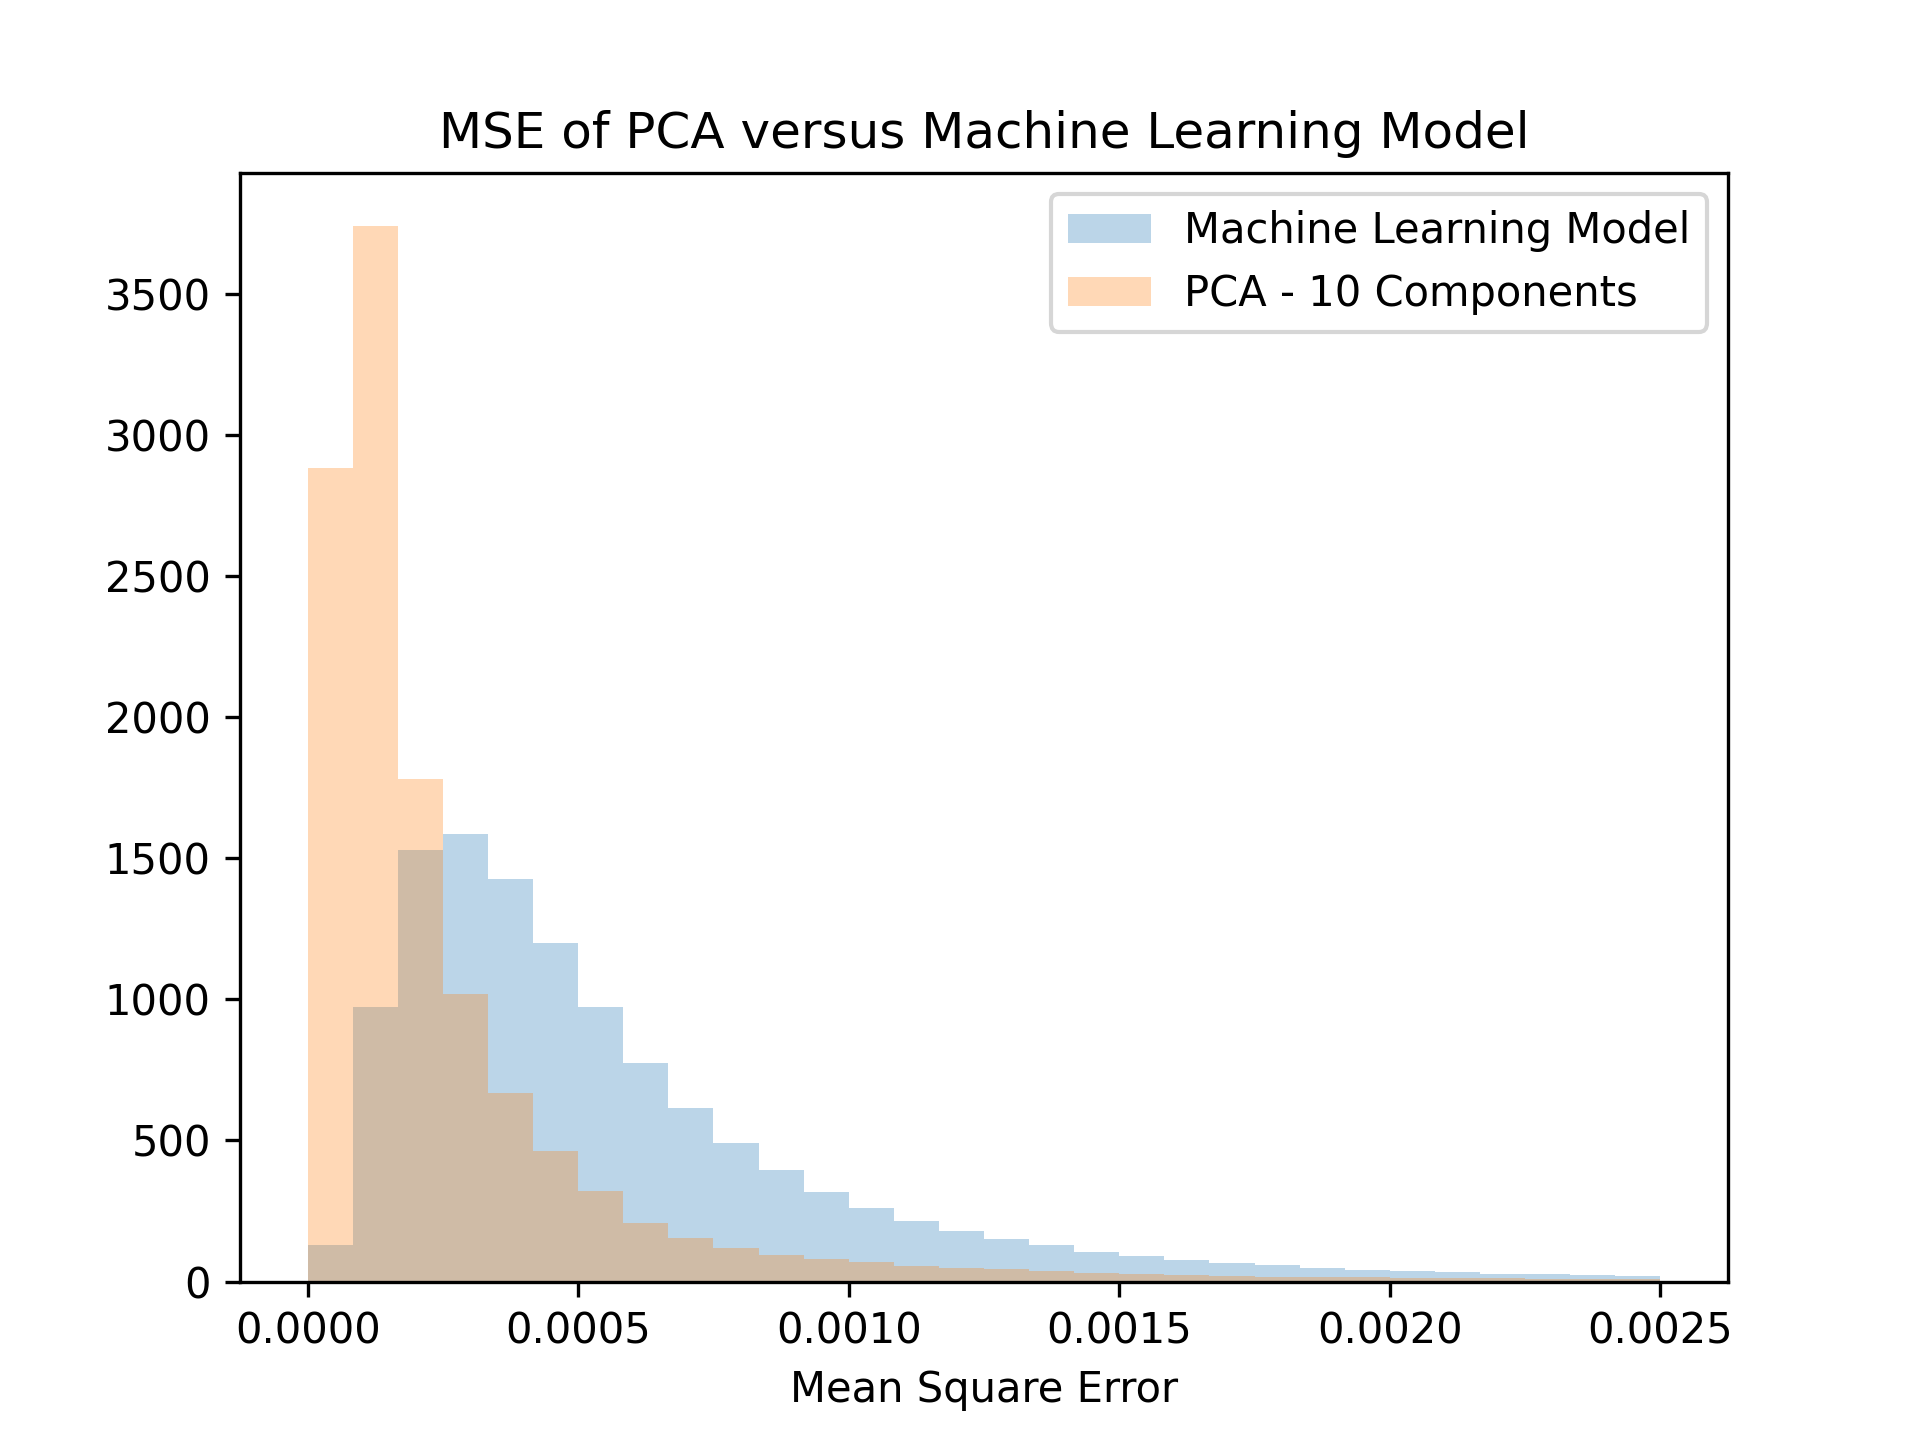 MSE of PCA versus Machine Learning Model
Machine Learning Model
PCA - 10 Components
3500
3000
2500
2000
1500
1000
500
0
0.0000 0.0005 0.0010 0.0015 0.0020 0.0025
Mean Square Error